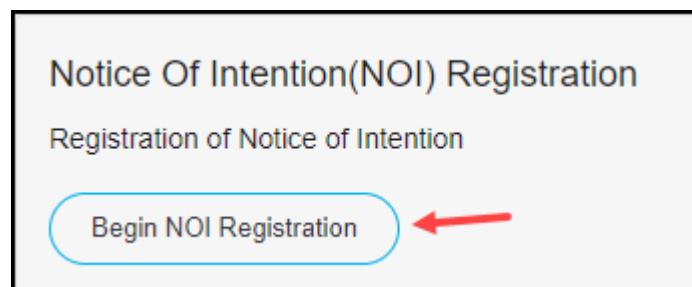 Notice Of Intention(NOI) Registration
Registration of Notice of Intention
Begin NOI Registration